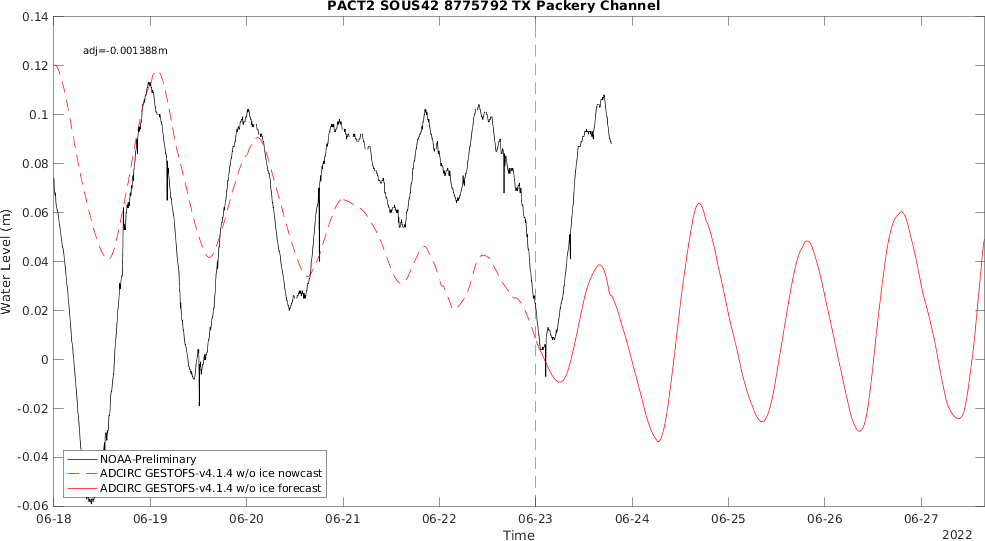 PACT2 SOUS42 8775792 TX Packery Channel
0.14
adj=-0.001388m
0.12
0.1
0.08
0.06
0.04
0.02
0
-0.02
-0.04
-0.06
Water Level (m)
NOAA-Preliminary
ADCIRC GESTOFS-v4.1.4 w/o ice nowcast
ADCIRC GESTOFS-v4.1.4 w/o ice forecast
06-18 06-19 06-20 06-21 06-22 06-23 06-24 06-25 06-26 06-27
Time
2022